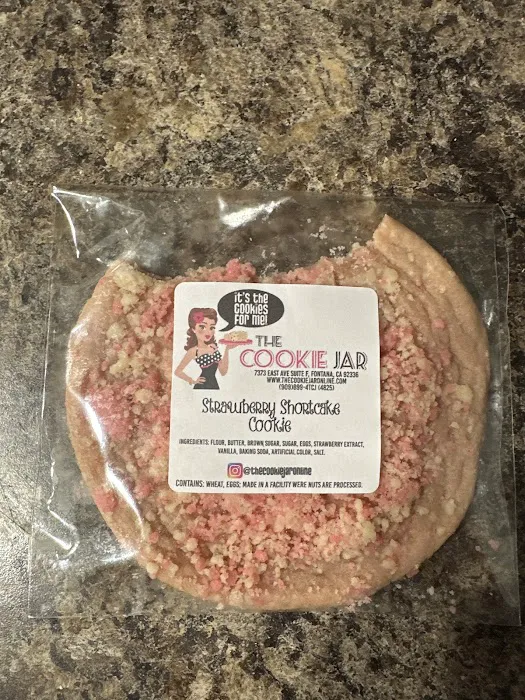 it's the
cookies
for me!
THE
COOKIE JAR
7373 EAST AVE SUITE F, FONTANA, CA 92336
WWW.THECOOKIEJARONLINE.COM
(909)899-4TCJ (4825)
Strawberry Shortcake
Cookie
INGREDIENTS: FLOUR, BUTTER, BROWN SUGAR, SUGAR, EGGS, STRAWBERRY EXTRACT,
VANILLA, BAKING SODA, ARTIFICIAL COLOR, SALT.
@thecookiejaronline
CONTAINS: WHEAT, EGGS; MADE IN A FACILITY WERE NUTS ARE PROCESSED.